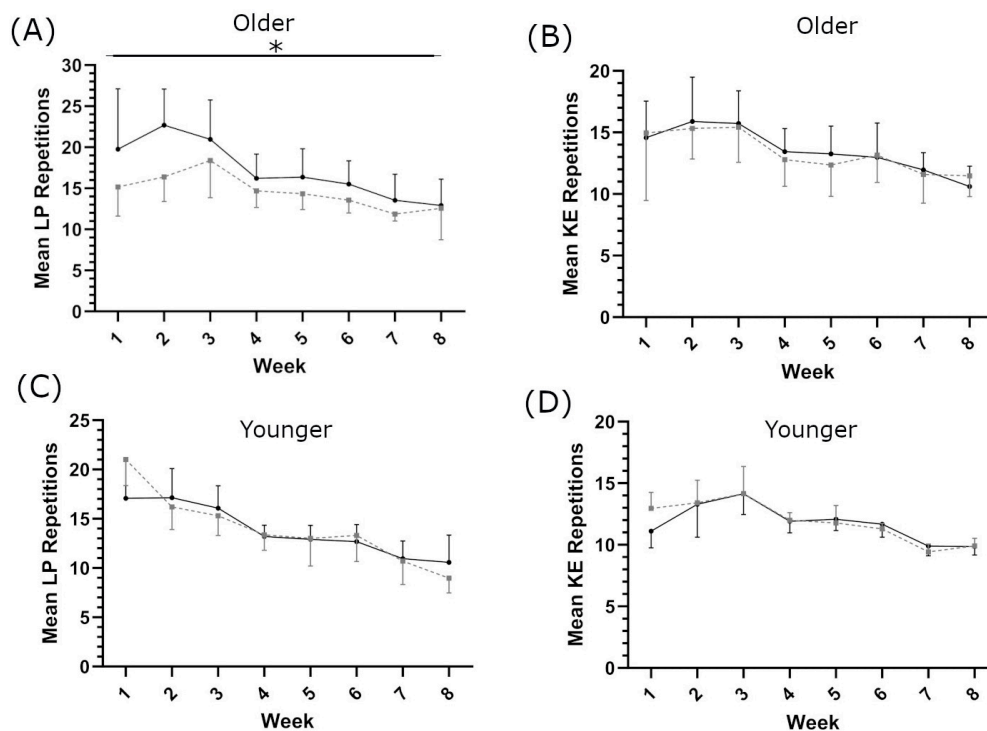 (A)
Older
*
Mean LP Repetitions
30
25
20
15
10
5
0
1 2 3 4 5 6 7 8
Week
(B)
Older
Mean KE Repetitions
20
15
10
5
0
1 2 3 4 5 6 7 8
Week
(C)
Younger
Mean LP Repetitions
25
20
15
10
5
0
1 2 3 4 5 6 7 8
Week
(D)
Younger
Mean KE Repetitions
20
15
10
5
0
1 2 3 4 5 6 7 8
Week